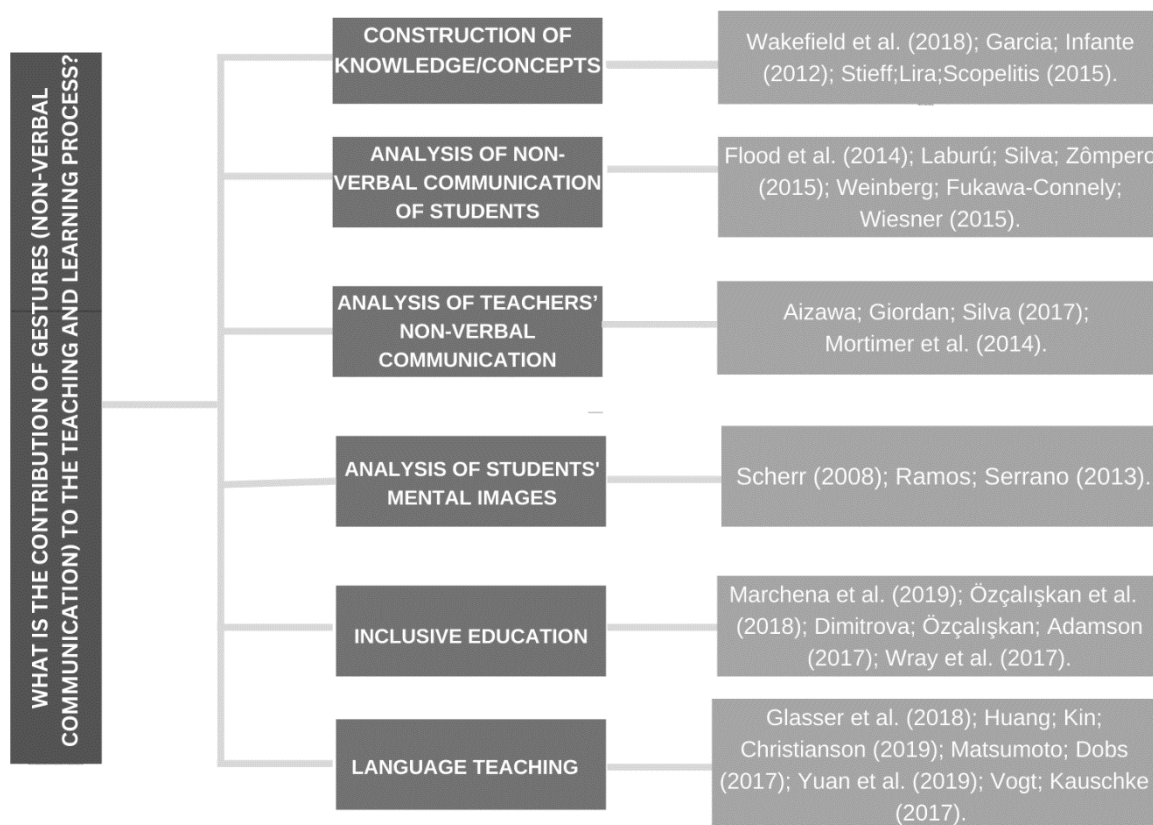 WHAT IS THE CONTRIBUTION OF GESTURES (NON-VERBAL
COMMUNICATION) TO THE TEACHING AND LEARNING PROCESS?
CONSTRUCTION OF
KNOWLEDGE/CONCEPTS
Wakefield et al. (2018); Garcia; Infante
(2012); Stieff;Lira;Scopelitis (2015).
ANALYSIS OF NON-
VERBAL COMMUNICATION
OF STUDENTS
Flood et al. (2014); Laburú; Silva; Zômpero
(2015); Weinberg; Fukawa-Connely;
Wiesner (2015).
ANALYSIS OF TEACHERS’
NON-VERBAL
COMMUNICATION
Aizawa; Giordan; Silva (2017);
Mortimer et al. (2014).
ANALYSIS OF STUDENTS'
MENTAL IMAGES
Scherr (2008); Ramos; Serrano (2013).
INCLUSIVE EDUCATION
Marchena et al. (2019); Özçalışkan et al.
(2018); Dimitrova; Özçalışkan; Adamson
(2017); Wray et al. (2017).
LANGUAGE TEACHING
Glasser et al. (2018); Huang; Kin;
Christianson (2019); Matsumoto; Dobs
(2017); Yuan et al. (2019); Vogt; Kauschke
(2017).